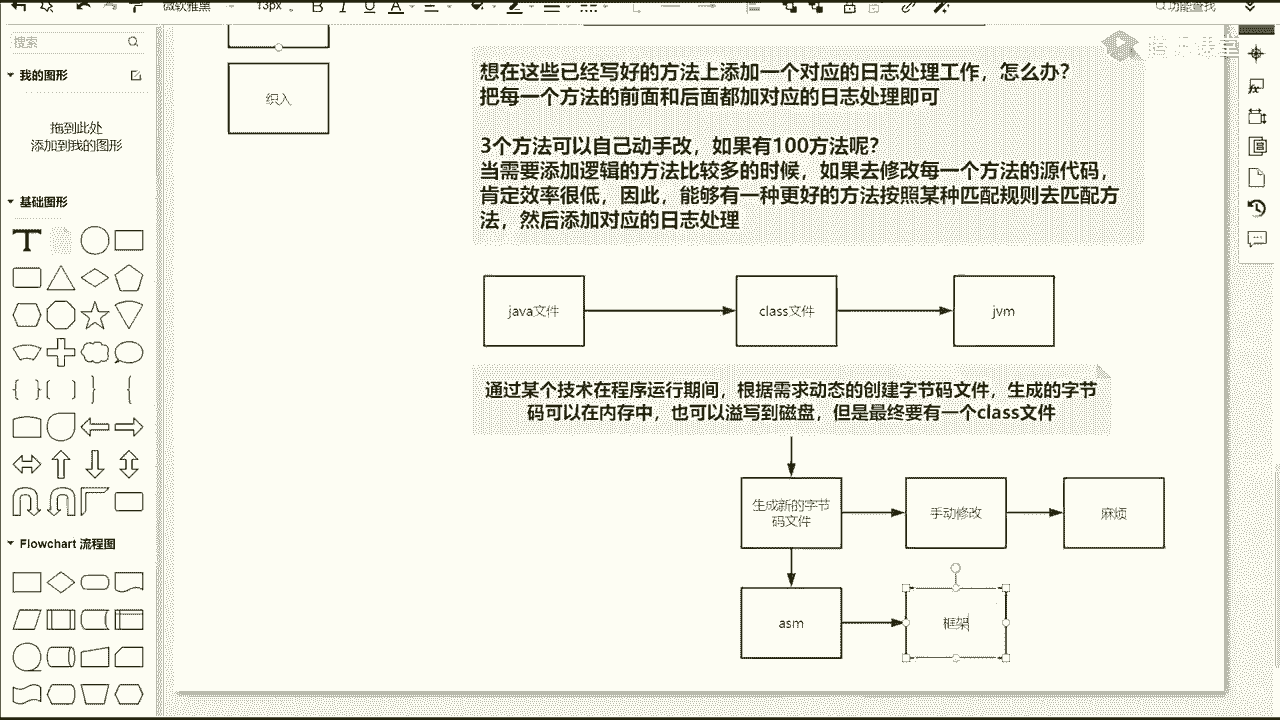 微软雅黑
13px
B I U A
功能查找
搜索
我的图形
拖到此处
添加到我的图形
基础图形
T
Flowchart 流程图
织入
想在这些已经写好的方法上添加一个对应的日志处理工作，怎么办？
把每一个方法的前面和后面都加对应的日志处理即可
3个方法可以自己动手改，如果有100方法呢？
当需要添加逻辑的方法比较多的时候，如果去修改每一个方法的源代码，
肯定效率很低，因此，能够有一种更好的方法按照某种匹配规则去匹配方
法，然后添加对应的日志处理
java文件
class文件
jvm
通过某个技术在程序运行期间，根据需求动态的创建字节码文件，生成的字节
码可以在内存中，也可以溢写到磁盘，但是最终要有一个class文件
生成新的字节
码文件
手动修改
麻烦
asm
框架